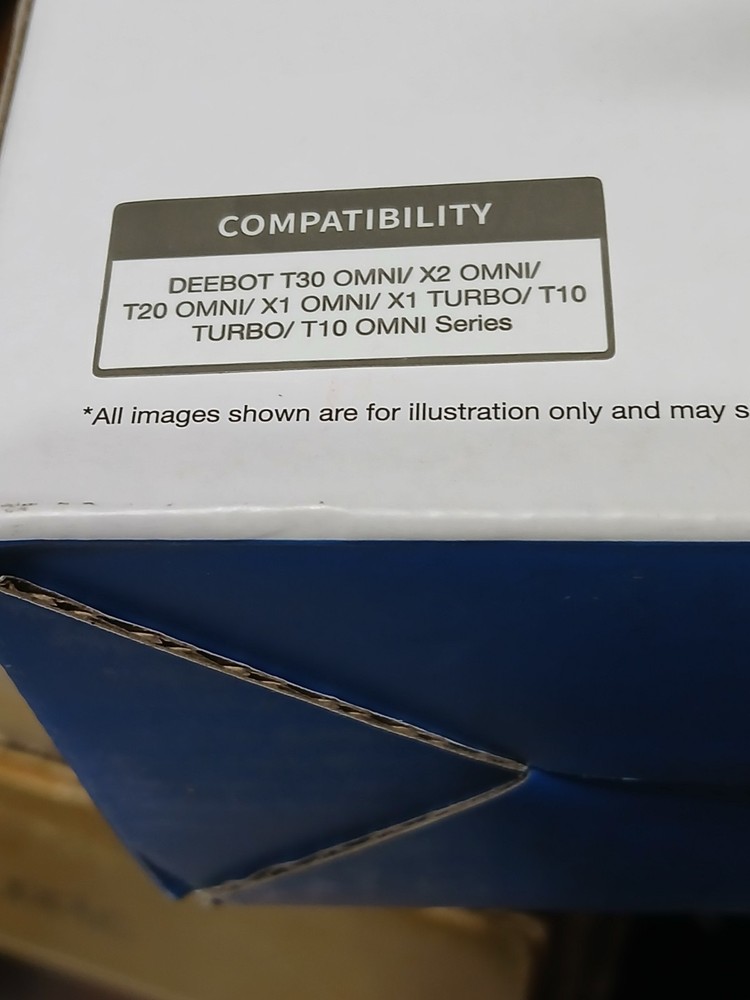 COMPATIBILITY
DEEBOT T30 OMNI/ X2 OMNI/
T20 OMNI/ X1 OMNI/ X1 TURBO/ T10
TURBO/ T10 OMNI Series
*All images shown are for illustration only and may s